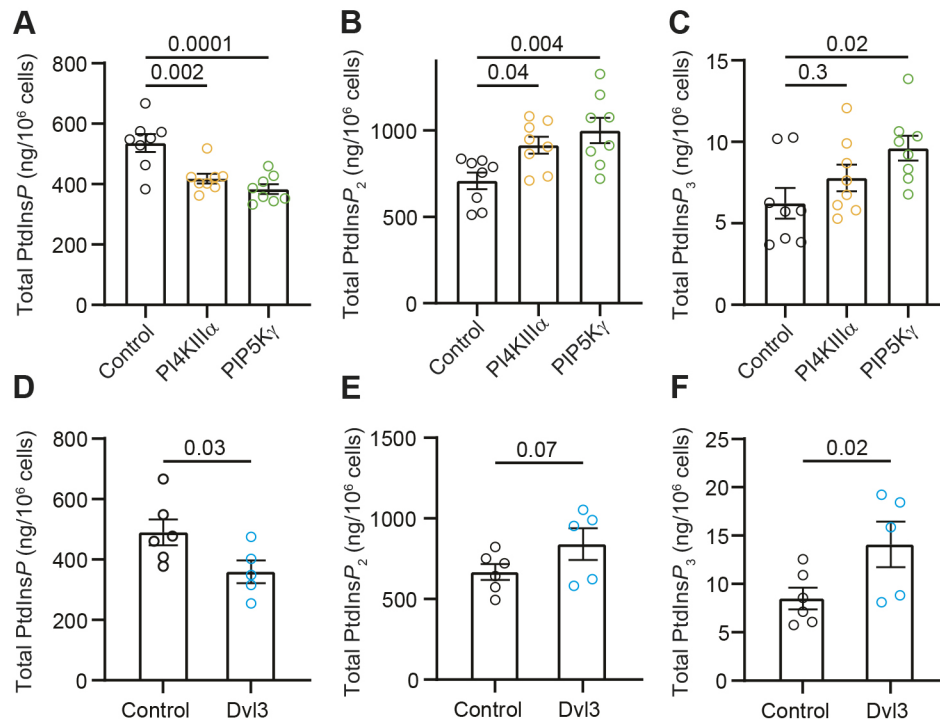 A
Total PtdInsP (ng/10⁶ cells)
800
600
400
200
0
0.0001
0.002
Control
PI4KIIIα
PIP5Kγ
B
Total PtdInsP₂ (ng/10⁶ cells)
1000
500
0
0.004
0.04
Control
PI4KIIIα
PIP5Kγ
C
Total PtdInsP₃ (ng/10⁶ cells)
15
10
5
0
0.02
0.3
Control
PI4KIIIα
PIP5Kγ
D
Total PtdInsP (ng/10⁶ cells)
800
600
400
200
0
0.03
Control
Dvl3
E
Total PtdInsP₂ (ng/10⁶ cells)
1500
1000
500
0
0.07
Control
Dvl3
F
Total PtdInsP₃ (ng/10⁶ cells)
25
20
15
10
5
0
0.02
Control
Dvl3